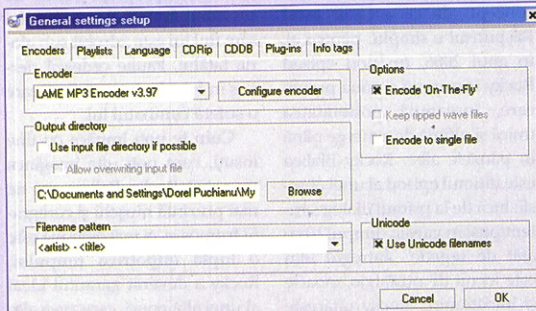 General settings setup
Encoders Playlists Language CDRip CDDB Plug-ins Info tags
Encoder
LAME MP3 Encoder v3.97
Configure encoder
Options
Encode 'On-The-Fly'
Keep ripped wave files
Encode to single file
Output directory
Use input file directory if possible
Allow overwriting input file
C:\Documents and Settings\Dorel Puchianu\My
Browse
Filename pattern
<artist> - <title>
Unicode
Use Unicode filenames
Cancel OK